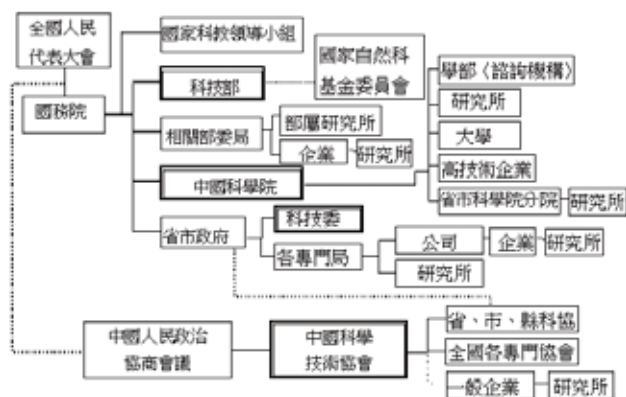 全國人民
代表大會
國務院
國家科教領導小組
科技部
國家自然科
基金委員會
相關部委局
部屬研究所
企業
研究所
中國科學院
學部〈諮詢機構〉
研究所
大學
高技術企業
省市科學院分院
研究所
省市政府
科技委
各專門局
公司
企業
研究所
研究所
中國人民政治
協商會議
中國科學
技術協會
省、市、縣科協
全國各專門協會
一般企業
研究所